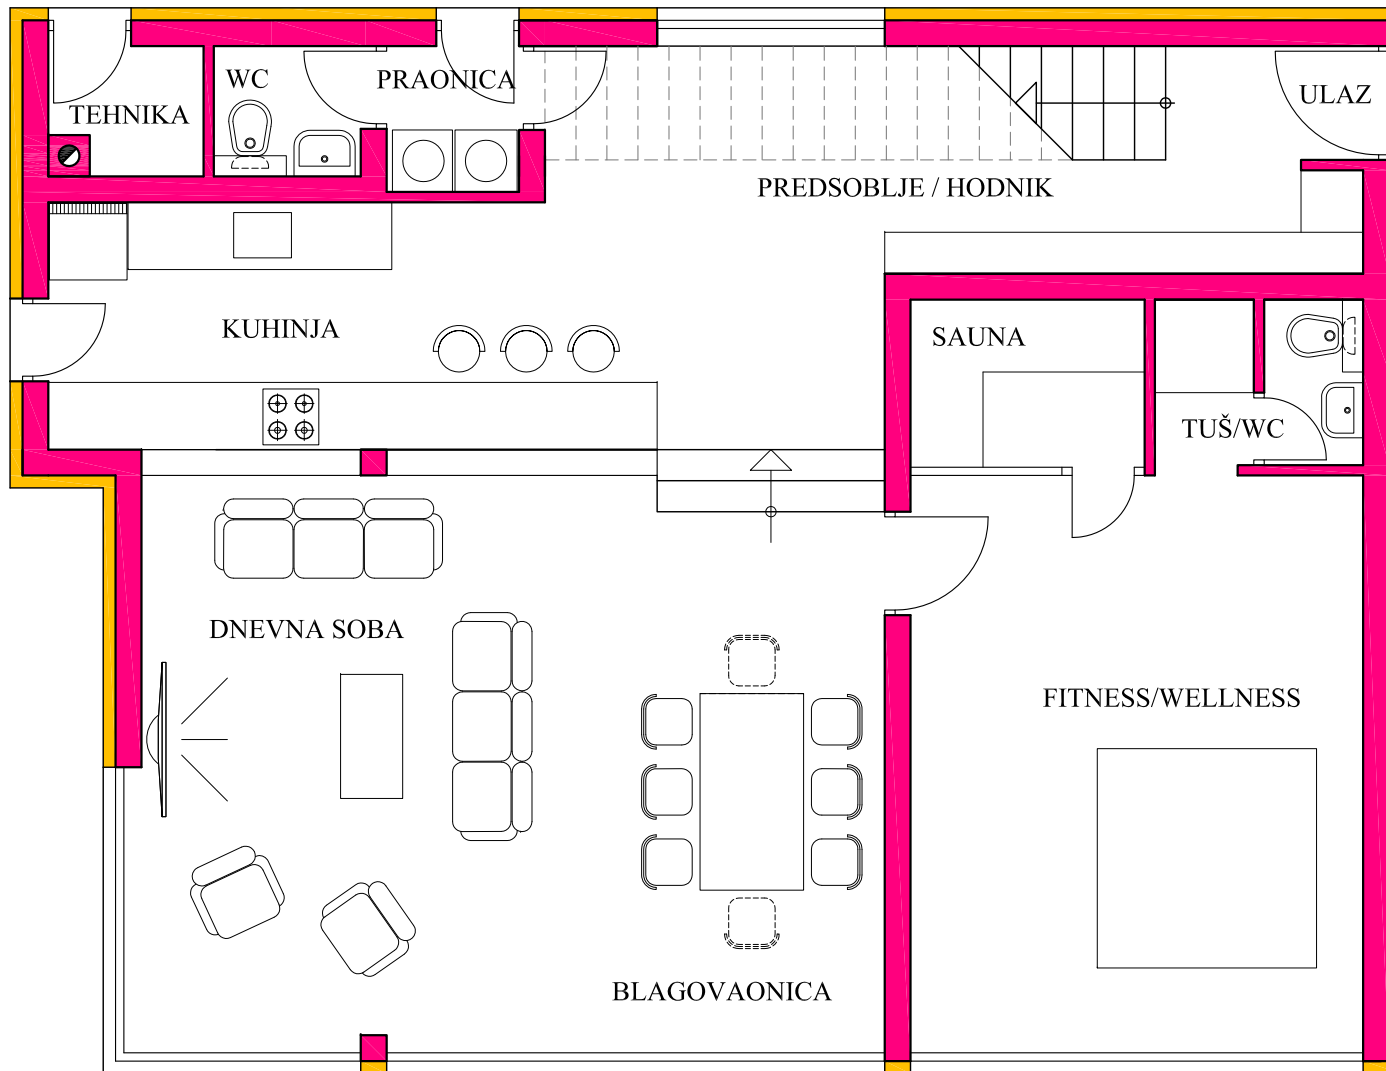 WC
PRAONICA
TEHNIKA
ULAZ
PREDSOBLJE / HODNIK
KUHINJA
SAUNA
TUŠ/WC
DNEVNA SOBA
FITNESS/WELLNESS
BLAGOVAONICA